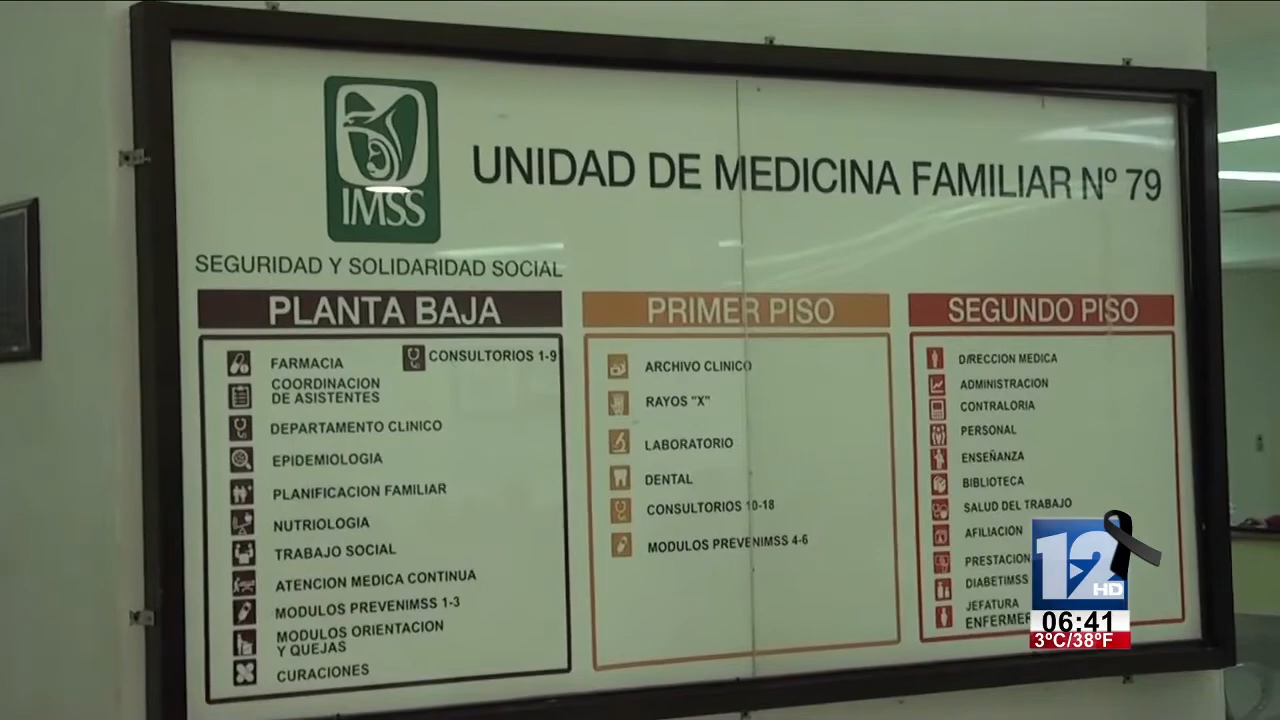 IMSS
UNIDAD DE MEDICINA FAMILIAR Nº 79
SEGURIDAD Y SOLIDARIDAD SOCIAL
PLANTA BAJA
FARMACIA
CONSULTORIOS 1-9
COORDINACION
DE ASISTENTES
DEPARTAMENTO CLINICO
EPIDEMIOLOGIA
PLANIFICACION FAMILIAR
NUTRIOLOGIA
TRABAJO SOCIAL
ATENCION MEDICA CONTINUA
MODULOS PREVENIMSS 1-3
MODULOS ORIENTACION
Y QUEJAS
CURACIONES
PRIMER PISO
ARCHIVO CLINICO
RAYOS "X"
LABORATORIO
DENTAL
CONSULTORIOS 10-18
MODULOS PREVENIMSS 4-6
SEGUNDO PISO
DIRECCION MEDICA
ADMINISTRACION
CONTRALORIA
PERSONAL
ENSEÑANZA
BIBLIOTECA
SALUD DEL TRABAJO
AFILIACION
PRESTACION
DIABETIMSS
JEFATURA
ENFERMER
12
HD
06:41
3ºC/38ºF